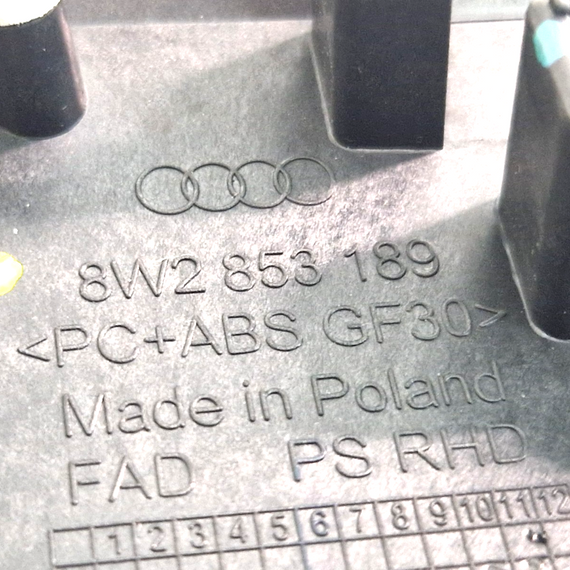 8W2 853 189
<PC+ABS GF30>
Made in Poland
FAD PS RHD
1 2 3 4 5 6 7 8 9 10 11 12